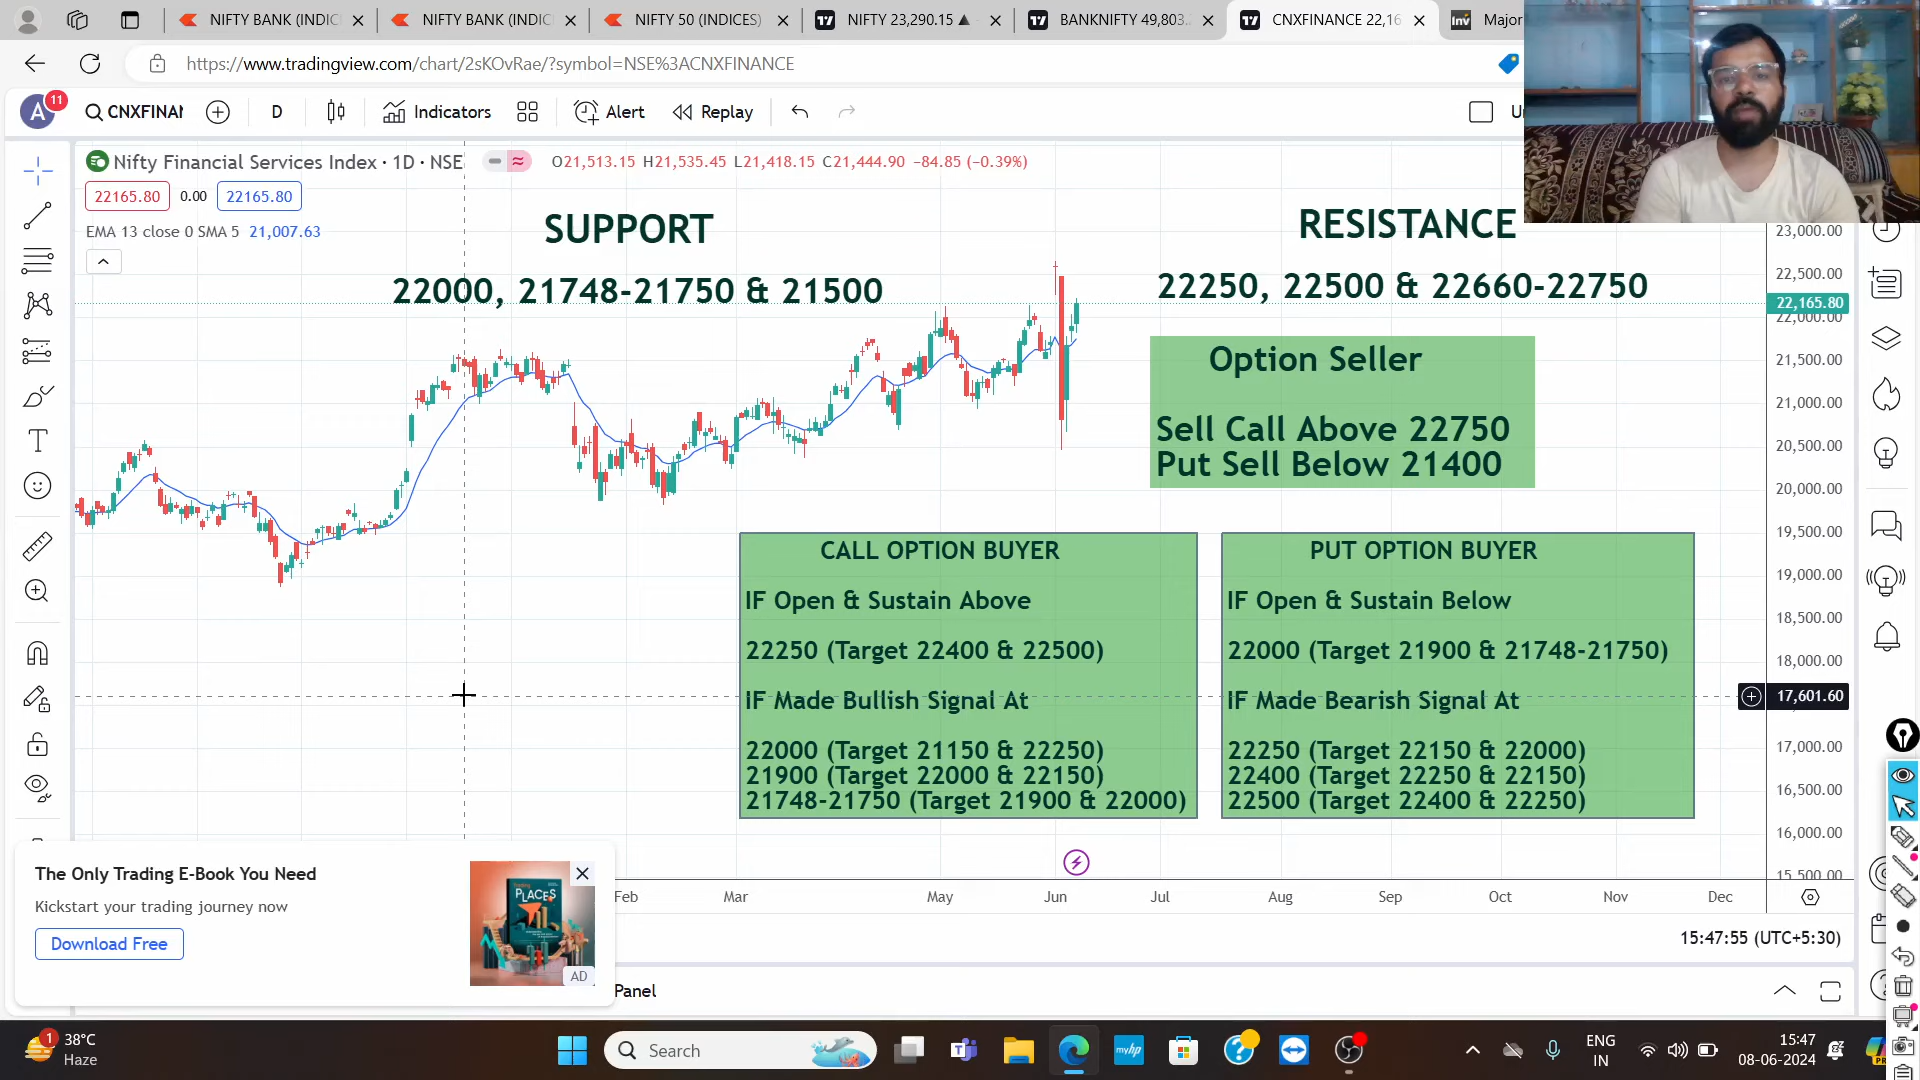 NIFTY BANK (INDIC
NIFTY BANK (INDIC
NIFTY 50 (INDICES)
NIFTY 23,290.15 ▲
BANKNIFTY 49,803.
CNXFINANCE 22,16
Major
https://www.tradingview.com/chart/2sKOvRae/?symbol=NSE%3ACNXFINANCE
A 11
CNXFINAN
D
Indicators
Alert
Replay
Nifty Financial Services Index · 1D · NSE
O21,513.15 H21,535.45 L21,418.15 C21,444.90 −84.85 (−0.39%)
22165.80 0.00 22165.80
EMA 13 close 0 SMA 5 21,007.63
SUPPORT
22000, 21748-21750 & 21500
RESISTANCE
22250, 22500 & 22660-22750
Option Seller
Sell Call Above 22750
Put Sell Below 21400
CALL OPTION BUYER
IF Open & Sustain Above
22250 (Target 22400 & 22500)
IF Made Bullish Signal At
22000 (Target 21150 & 22250)
21900 (Target 22000 & 22150)
21748-21750 (Target 21900 & 22000)
PUT OPTION BUYER
IF Open & Sustain Below
22000 (Target 21900 & 21748-21750)
IF Made Bearish Signal At
22250 (Target 22150 & 22000)
22400 (Target 22250 & 22150)
22500 (Target 22400 & 22250)
23,000.00
22,500.00
22,165.80
22,000.00
21,500.00
21,000.00
20,500.00
20,000.00
19,500.00
19,000.00
18,500.00
18,000.00
17,601.60
17,000.00
16,500.00
16,000.00
15,500.00
Feb Mar May Jun Jul Aug Sep Oct Nov Dec
15:47:55 (UTC+5:30)
Panel
The Only Trading E-Book You Need
Kickstart your trading journey now
Download Free
PLACES
AD
1
38°C
Haze
Search
myhp
ENG
IN
15:47
08-06-2024